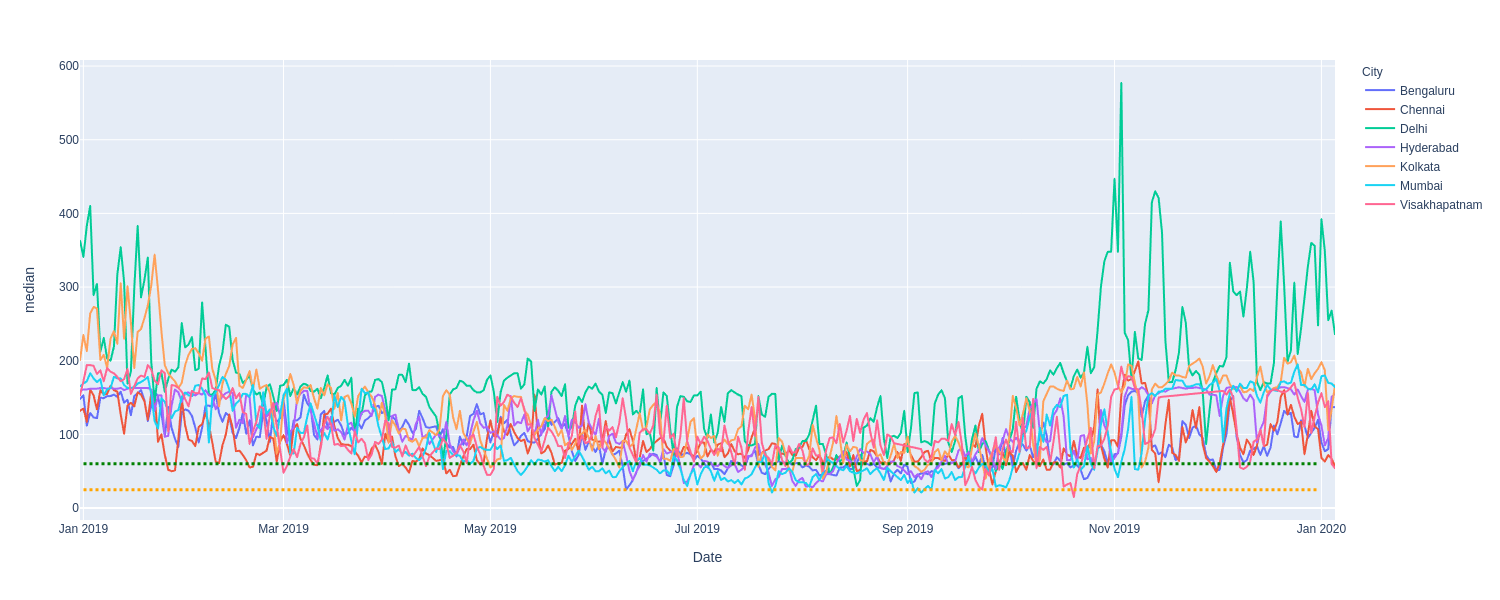 600
500
400
300
200
100
0
median
Jan 2019
Mar 2019
May 2019
Jul 2019
Sep 2019
Nov 2019
Jan 2020
Date
City
Bengaluru
Chennai
Delhi
Hyderabad
Kolkata
Mumbai
Visakhapatnam